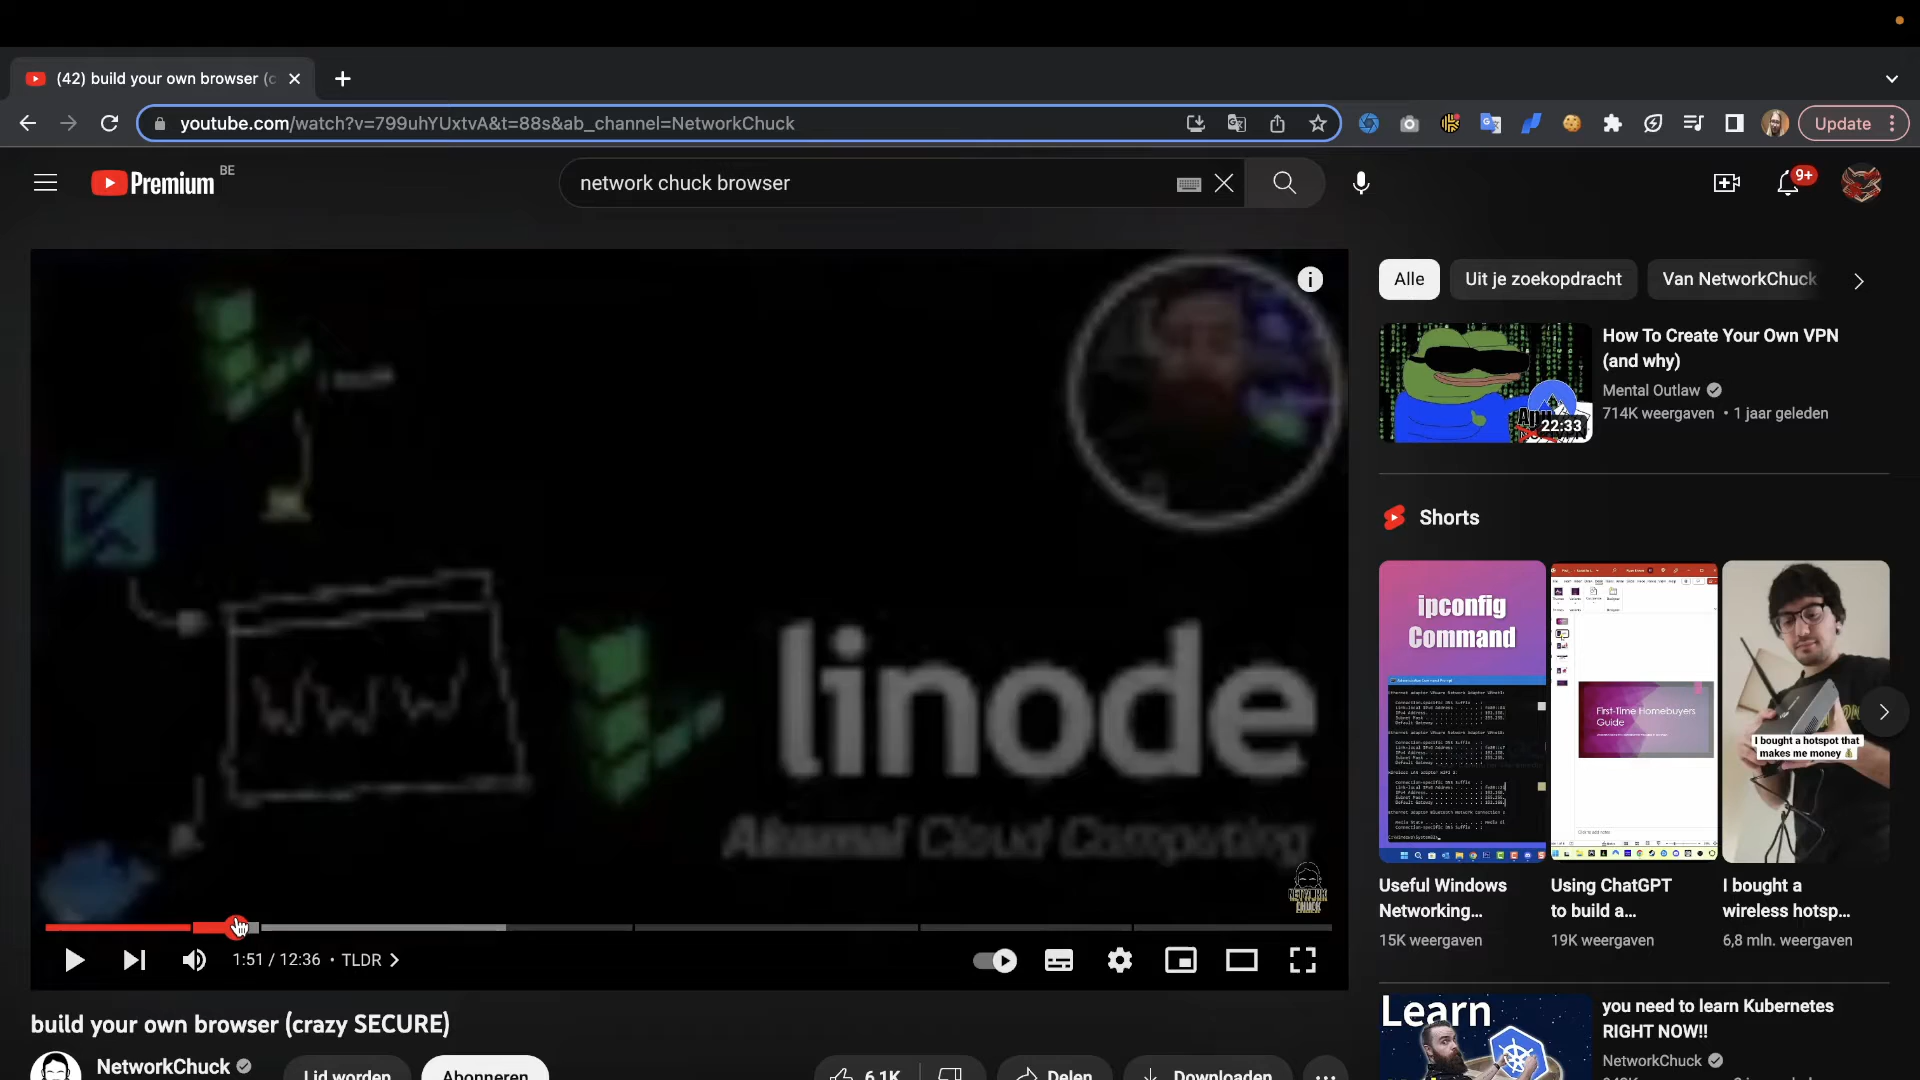 (42) build your own browser (c
youtube.com/watch?v=799uhYUxtvA&t=88s&ab_channel=NetworkChuck
Update
Premium BE
network chuck browser
9+
linode
Akamai Cloud Computing
NETWORK
CHUCK
1:51 / 12:36 • TLDR
build your own browser (crazy SECURE)
NetworkChuck
Lid worden
Abonneren
6.1K
Delen
Downloaden
Alle
Uit je zoekopdracht
Van NetworkChuck
22:33
How To Create Your Own VPN
(and why)
Mental Outlaw
714K weergaven • 1 jaar geleden
Shorts
ipconfig
Command
First-Time Homebuyers
Guide
I bought a hotspot that
makes me money
Useful Windows
Networking...
15K weergaven
Using ChatGPT
to build a...
19K weergaven
I bought a
wireless hotsp...
6,8 mln. weergaven
Learn
you need to learn Kubernetes
RIGHT NOW!!
NetworkChuck